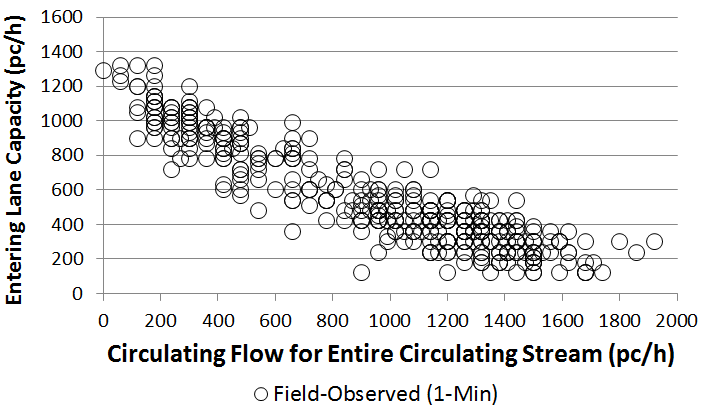 Entering Lane Capacity (pc/h)
1600
1400
1200
1000
800
600
400
200
0
0 200 400 600 800 1000 1200 1400 1600 1800 2000
Circulating Flow for Entire Circulating Stream (pc/h)
Field-Observed (1-Min)